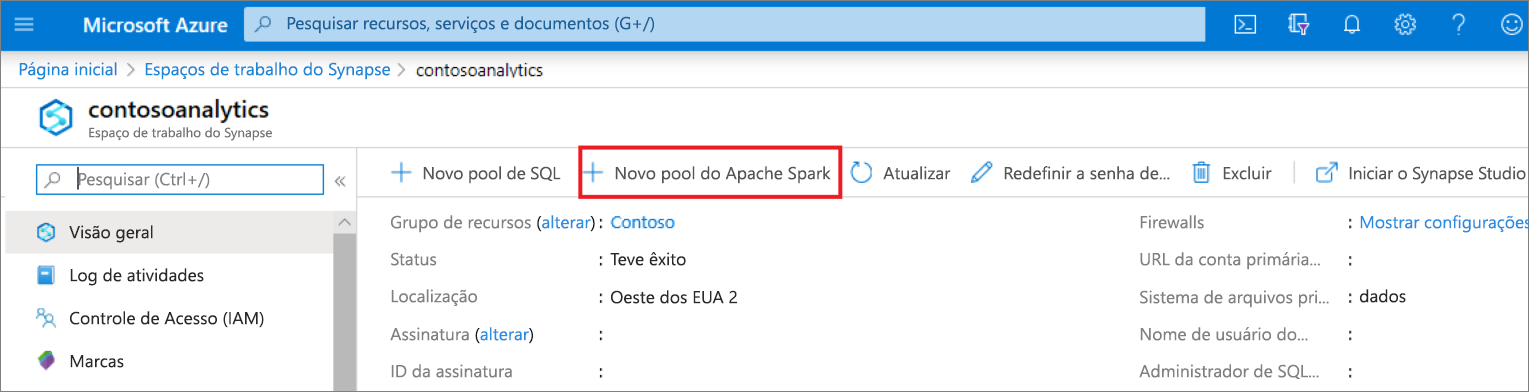 Microsoft Azure Pesquisar recursos, serviços e documentos (G+/)
Página inicial > Espaços de trabalho do Synapse > contosoanalytics
contosoanalytics
Espaço de trabalho do Synapse
Pesquisar (Ctrl+/) «
Visão geral
Log de atividades
Controle de Acesso (IAM)
Marcas
+ Novo pool de SQL + Novo pool do Apache Spark Atualizar Redefinir a senha de... Excluir Iniciar o Synapse Studio
Grupo de recursos (alterar) : Contoso
Status : Teve êxito
Localização : Oeste dos EUA 2
Assinatura (alterar) :
ID da assinatura :
Firewalls : Mostrar configurações
URL da conta primária... :
Sistema de arquivos pri... : dados
Nome de usuário do... :
Administrador de SQL... :